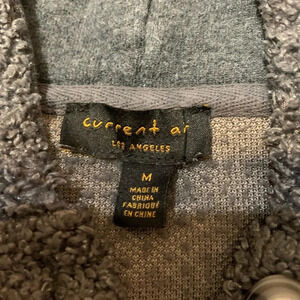 current air
LOS ANGELES
M
MADE IN
CHINA
FABRIQUÉ
EN CHINE